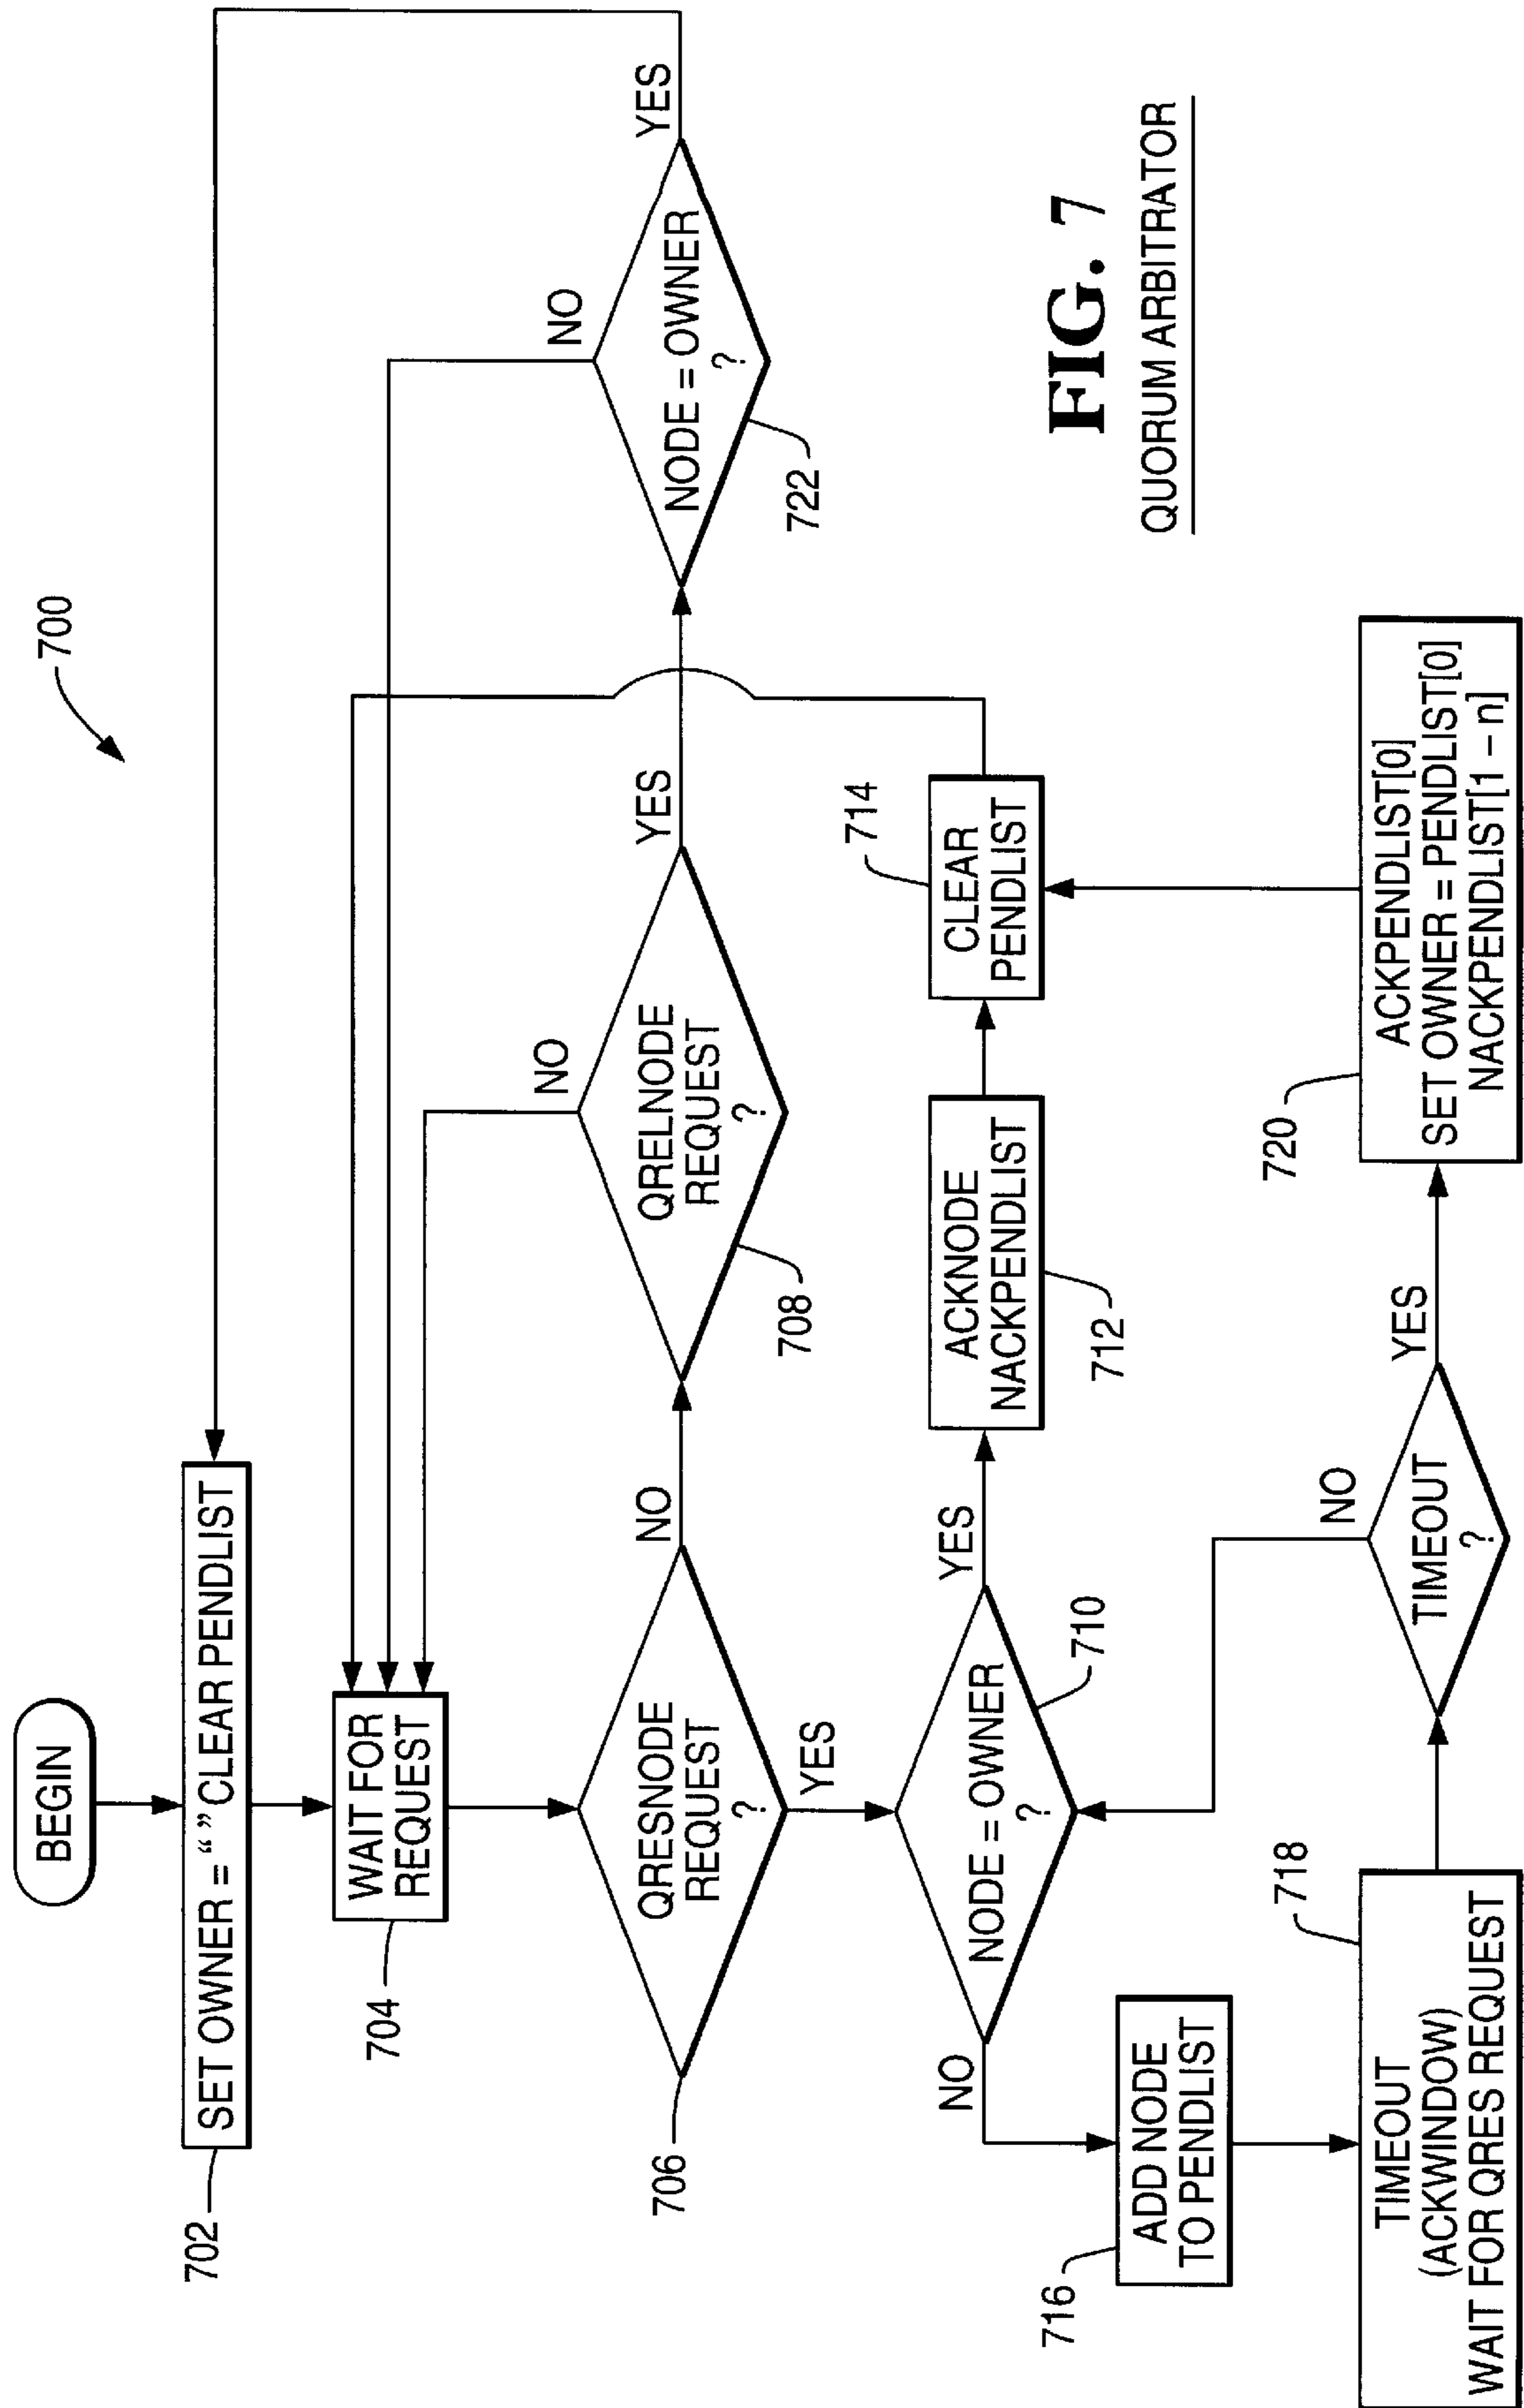 700
BEGIN
702
SET OWNER = “ ” CLEAR PENDLIST
704
WAIT FOR
REQUEST
706
QRESNODE
REQUEST
?
NO
YES
708
QRELNODE
REQUEST
?
NO
YES
722
NODE = OWNER
?
NO
YES
710
NODE = OWNER
?
YES
NO
712
ACKNODE
NACKPENDLIST
714
CLEAR
PENDLIST
716
ADD NODE
TO PENDLIST
718
TIMEOUT
(ACKWINDOW)
WAIT FOR QRES REQUEST
TIMEOUT
?
NO
YES
720
ACKPENDLIST[0]
SET OWNER = PENDLIST[0]
NACKPENDLIST[1 – n]
FIG. 7
QUORUM ARBITRATOR